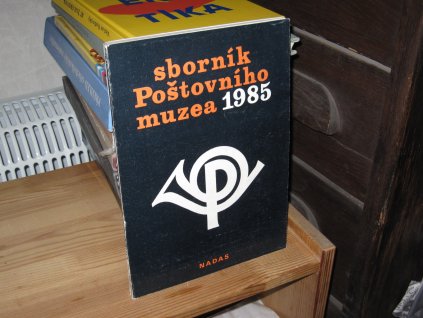 TIKA
sborník
Poštovního
muzea 1985
NADAS